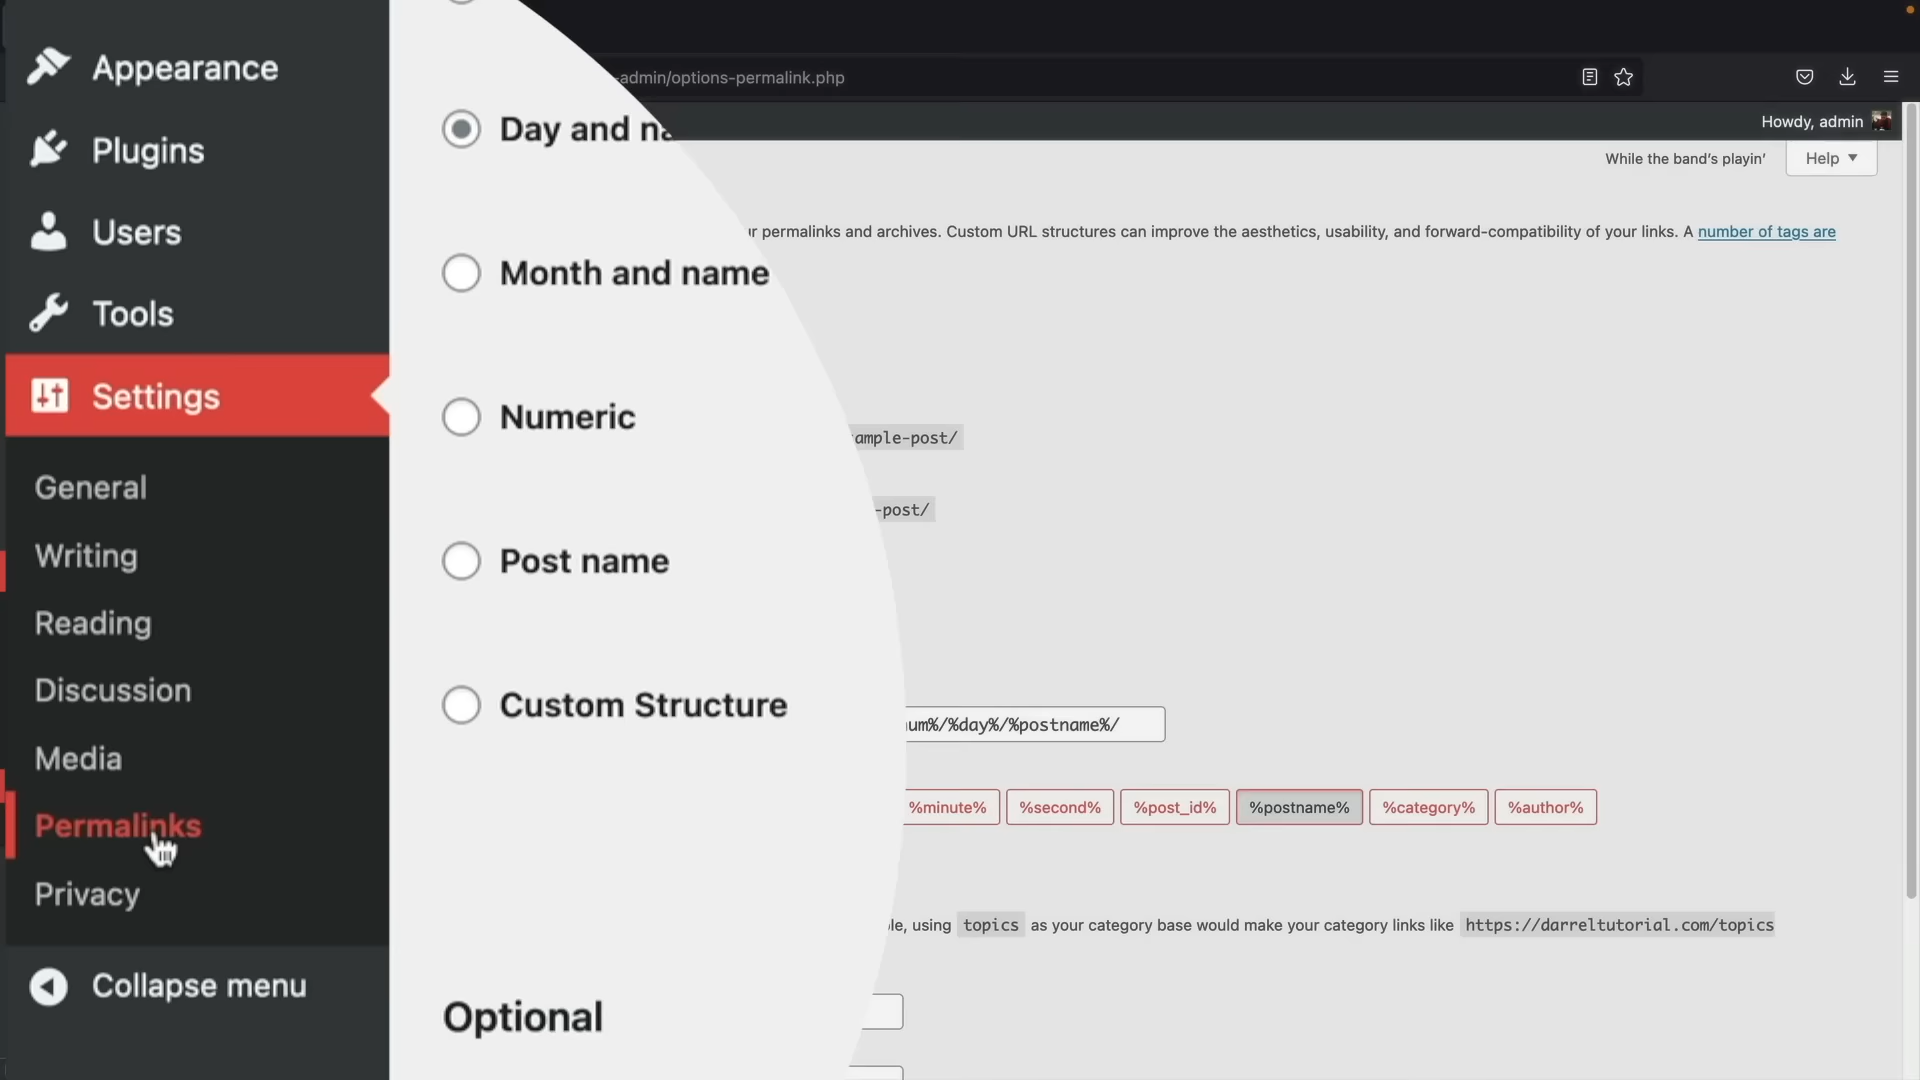 Appearance
Plugins
Users
Tools
Settings
General
Writing
Reading
Discussion
Media
Permalinks
Privacy
Collapse menu
-admin/options-permalink.php
Howdy, admin
While the band's playin'
Help
permalinks and archives. Custom URL structures can improve the aesthetics, usability, and forward-compatibility of your links. A number of tags are
Day and na
Month and name
Numeric
ample-post/
-post/
Post name
Custom Structure
um%/%day%/%postname%/
%minute% %second% %post_id% %postname% %category% %author%
le, using topics as your category base would make your category links like https://darreltutorial.com/topics
Optional